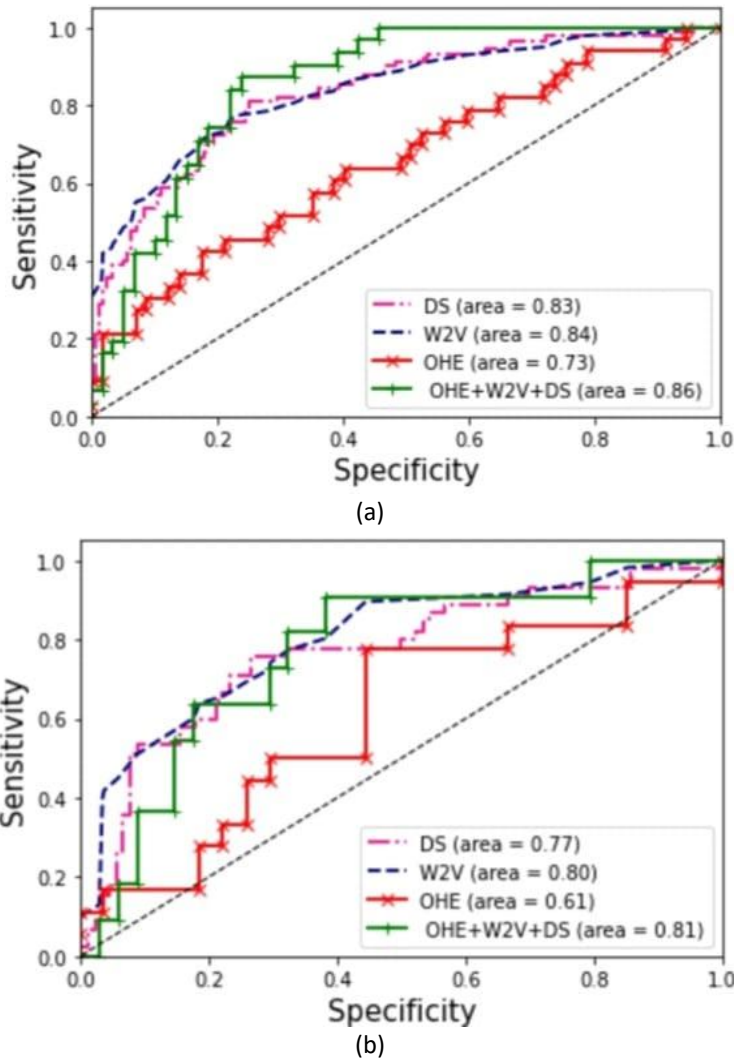 1.0
0.8
0.6
0.4
0.2
0.0
Sensitivity
DS (area = 0.83)
W2V (area = 0.84)
OHE (area = 0.73)
OHE+W2V+DS (area = 0.86)
0.0 0.2 0.4 0.6 0.8 1.0
Specificity
(a)
1.0
0.8
0.6
0.4
0.2
0.0
Sensitivity
DS (area = 0.77)
W2V (area = 0.80)
OHE (area = 0.61)
OHE+W2V+DS (area = 0.81)
0.0 0.2 0.4 0.6 0.8 1.0
Specificity
(b)